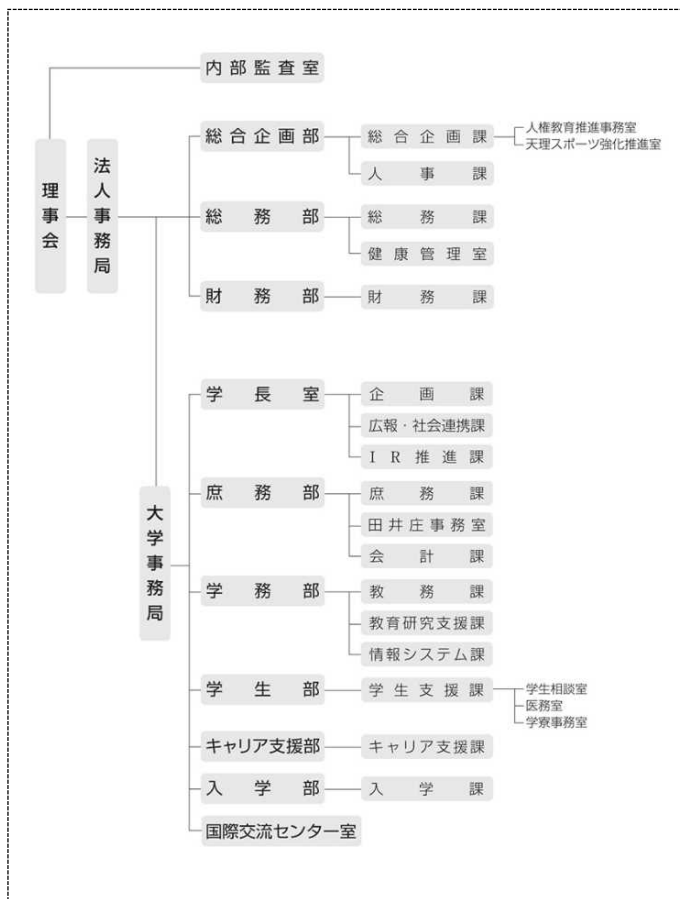 内部監査室
理事会
法人事務局
総合企画部
総合企画課
人権教育推進事務室
天理スポーツ強化推進室
人事課
総務部
総務課
健康管理室
財務部
財務課
大学事務局
学長室
企画課
広報・社会連携課
IR推進課
庶務部
庶務課
田井庄事務室
会計課
学務部
教務課
教育研究支援課
情報システム課
学生部
学生支援課
学生相談室
医務室
学寮事務室
キャリア支援部
キャリア支援課
入学部
入学課
国際交流センター室